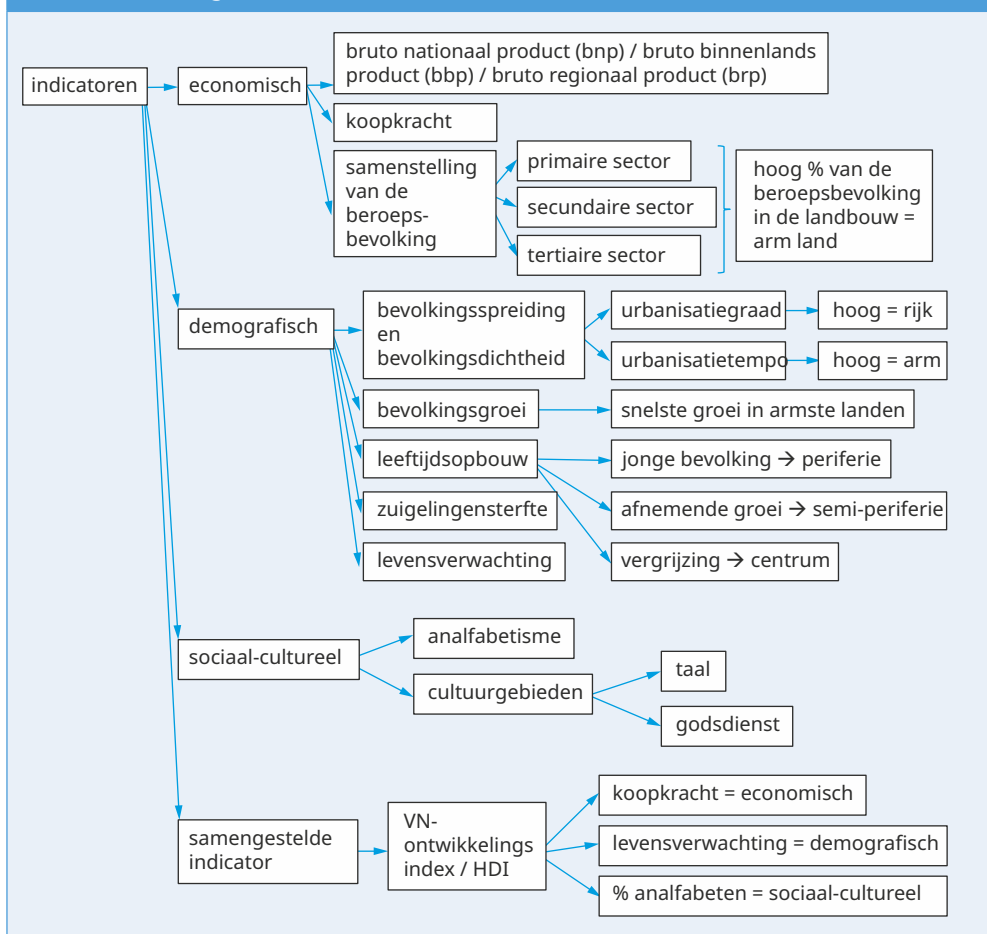 indicatoren
economisch
bruto nationaal product (bnp) / bruto binnenlands
product (bbp) / bruto regionaal product (brp)
koopkracht
samenstelling
van de
beroeps-
bevolking
primaire sector
secundaire sector
tertiaire sector
hoog % van de
beroepsbevolking
in de landbouw =
arm land
demografisch
bevolkingsspreiding
en
bevolkingsdichtheid
urbanisatiegraad
hoog = rijk
urbanisatietempo
hoog = arm
bevolkingsgroei
snelste groei in armste landen
leeftijdsopbouw
jonge bevolking → periferie
afnemende groei → semi-periferie
vergrijzing → centrum
zuigelingensterfte
levensverwachting
sociaal-cultureel
analfabetisme
cultuurgebieden
taal
godsdienst
samengestelde
indicator
VN-
ontwikkelings
index / HDI
koopkracht = economisch
levensverwachting = demografisch
% analfabeten = sociaal-cultureel